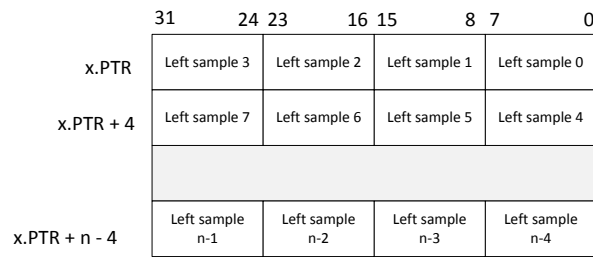 31 24 23 16 15 8 7 0
x.PTR Left sample 3 Left sample 2 Left sample 1 Left sample 0
x.PTR + 4 Left sample 7 Left sample 6 Left sample 5 Left sample 4
x.PTR + n - 4 Left sample n-1 Left sample n-2 Left sample n-3 Left sample n-4